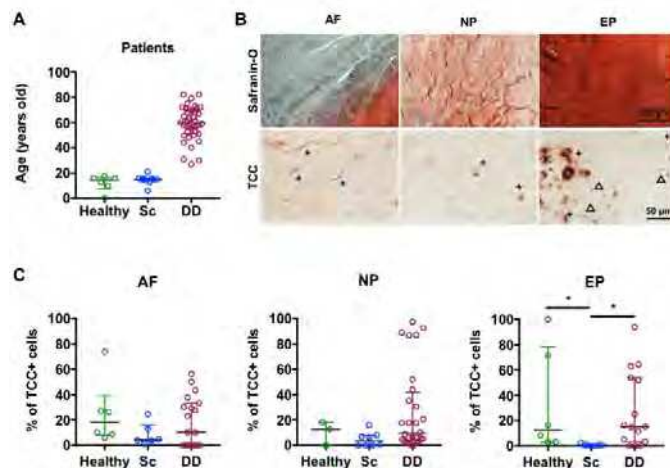 A
Patients
Age (years old)
100
80
60
40
20
0
Healthy Sc DD
B
AF NP EP
Safranin-O
TCC
50 µm
C
AF
% of TCC+ cells
100
80
60
40
20
0
Healthy Sc DD
NP
% of TCC+ cells
100
80
60
40
20
0
Healthy Sc DD
EP
% of TCC+ cells
100
80
60
40
20
0
* *
Healthy Sc DD